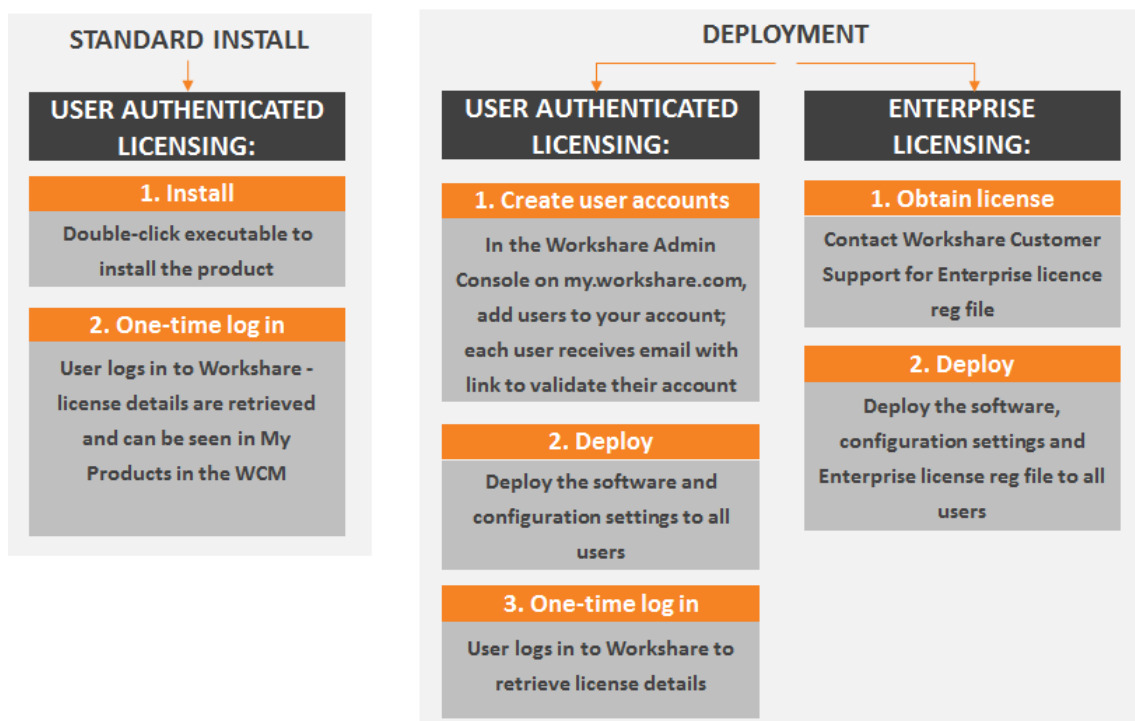 STANDARD INSTALL
USER AUTHENTICATED
LICENSING:
1. Install
Double-click executable to
install the product
2. One-time log in
User logs in to Workshare -
license details are retrieved
and can be seen in My
Products in the WCM
DEPLOYMENT
USER AUTHENTICATED
LICENSING:
1. Create user accounts
In the Workshare Admin
Console on my.workshare.com,
add users to your account;
each user receives email with
link to validate their account
2. Deploy
Deploy the software and
configuration settings to all
users
3. One-time log in
User logs in to Workshare to
retrieve license details
ENTERPRISE
LICENSING:
1. Obtain license
Contact Workshare Customer
Support for Enterprise licence
reg file
2. Deploy
Deploy the software,
configuration settings and
Enterprise license reg file to all
users